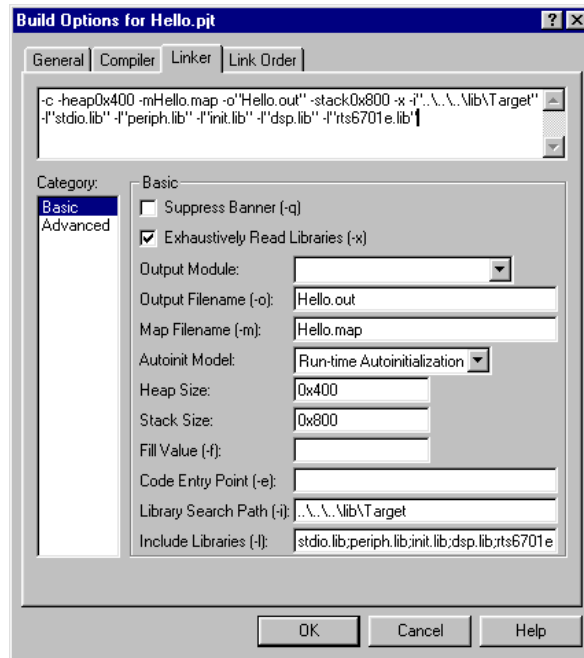 Build Options for Hello.pjt
General Compiler Linker Link Order
-c -heap0x400 -mHello.map -o"Hello.out" -stack0x800 -x -i"..\..\..\lib\Target"
-l"stdio.lib" -l"periph.lib" -l"init.lib" -l"dsp.lib" -l"rts6701e.lib"
Category:
Basic
Advanced
Basic
Suppress Banner (-q)
Exhaustively Read Libraries (-x)
Output Module:
Output Filename (-o): Hello.out
Map Filename (-m): Hello.map
Autoinit Model: Run-time Autoinitialization
Heap Size: 0x400
Stack Size: 0x800
Fill Value (-f):
Code Entry Point (-e):
Library Search Path (-i): ..\..\..\lib\Target
Include Libraries (-l): stdio.lib;periph.lib;init.lib;dsp.lib;rts6701e
OK Cancel Help